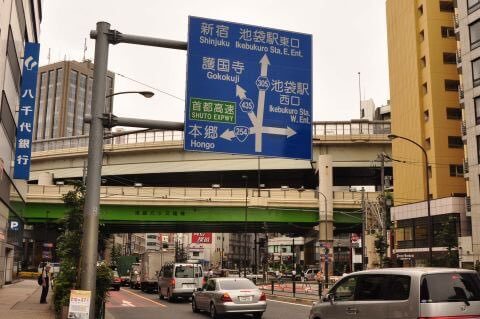 新宿 池袋駅東口
Shinjuku Ikebukuro Sta. E. Ent
護国寺
Gokokuji
305
435
池袋駅
西口
Ikebukuro Sta.
W. Ent.
首都高速
SHUTO EXPWY
本郷
Hongo
254
八千代銀行
P